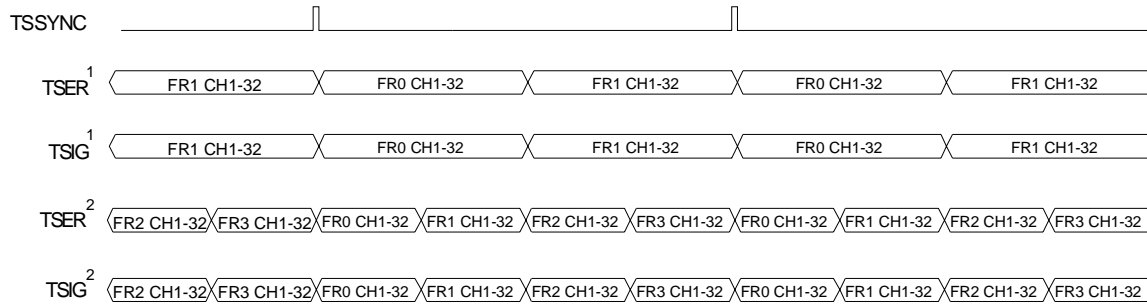 TSSYNC
TSER¹ FR1 CH1-32 FR0 CH1-32 FR1 CH1-32 FR0 CH1-32 FR1 CH1-32
TSIG¹ FR1 CH1-32 FR0 CH1-32 FR1 CH1-32 FR0 CH1-32 FR1 CH1-32
TSER² FR2 CH1-32 FR3 CH1-32 FR0 CH1-32 FR1 CH1-32 FR2 CH1-32 FR3 CH1-32 FR0 CH1-32 FR1 CH1-32 FR2 CH1-32 FR3 CH1-32
TSIG² FR2 CH1-32 FR3 CH1-32 FR0 CH1-32 FR1 CH1-32 FR2 CH1-32 FR3 CH1-32 FR0 CH1-32 FR1 CH1-32 FR2 CH1-32 FR3 CH1-32